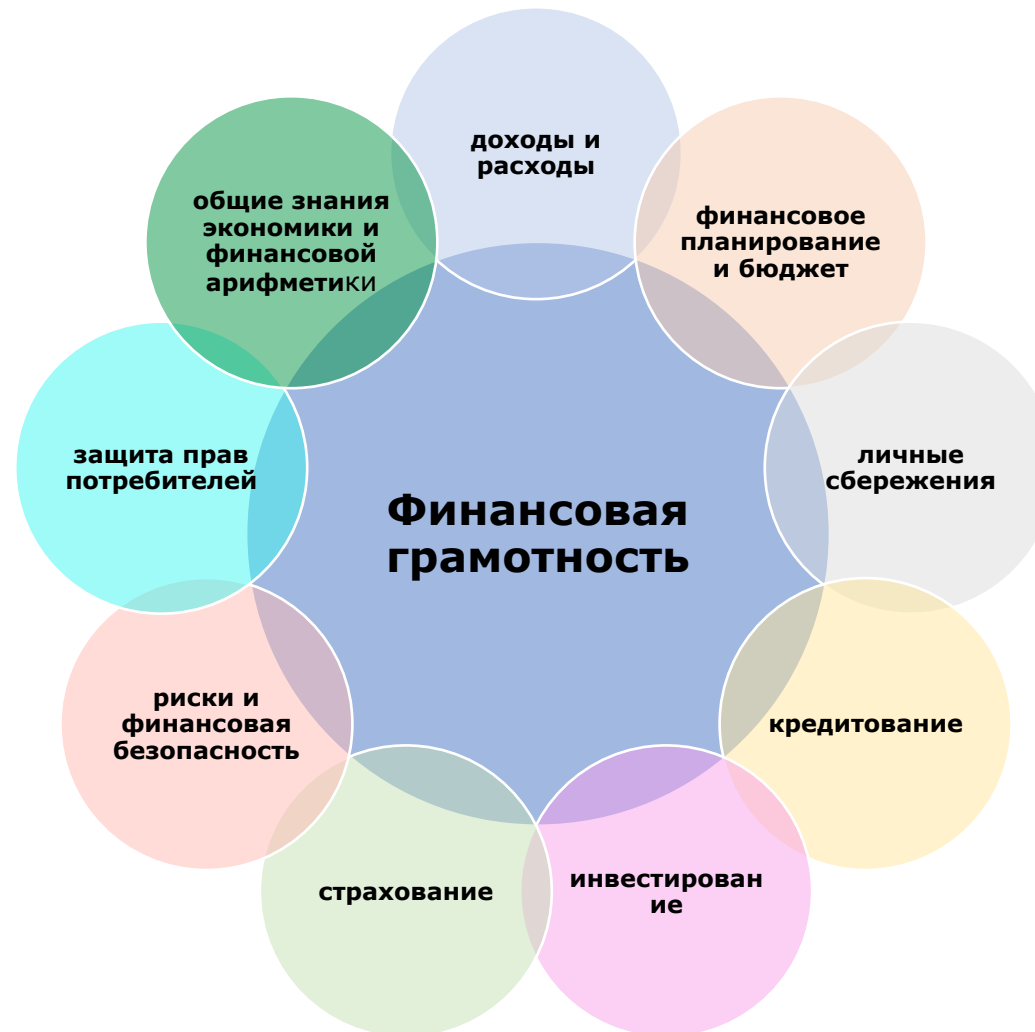 доходы и
расходы
финансовое
планирование
и бюджет
личные
сбережения
кредитование
инвестирован
ие
страхование
риски и
финансовая
безопасность
защита прав
потребителей
общие знания
экономики и
финансовой
арифметики
Финансовая
грамотность